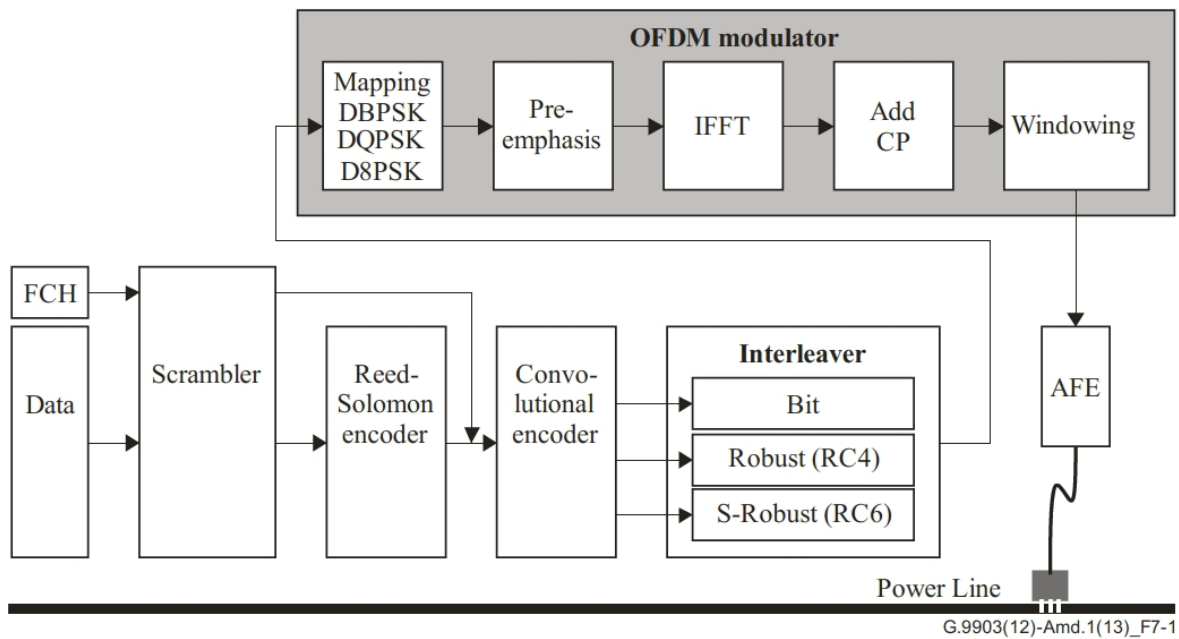 OFDM modulator
Mapping
DBPSK
DQPSK
D8PSK
Pre-
emphasis
IFFT
Add
CP
Windowing
FCH
Data
Scrambler
Reed-
Solomon
encoder
Convo-
lutional
encoder
Interleaver
Bit
Robust (RC4)
S-Robust (RC6)
AFE
Power Line
G.9903(12)-Amd.1(13)_F7-1